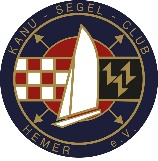 KANU - SEGEL - CLUB
HEMER e.V.